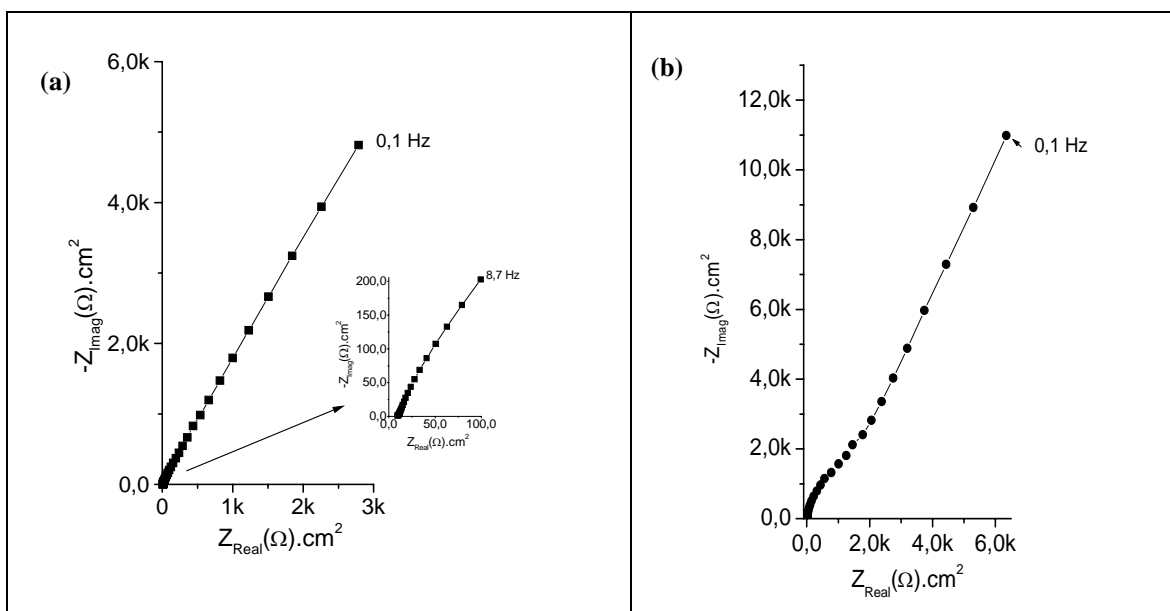 (a)
6,0k
4,0k
2,0k
0,0
0
1k
2k
3k
-Z_Imag(Ω).cm²
Z_Real(Ω).cm²
0,1 Hz
200,0
150,0
100,0
50,0
0,0
0,0
50,0
100,0
-Z_Imag(Ω).cm²
Z_Real(Ω).cm²
8,7 Hz
(b)
12,0k
10,0k
8,0k
6,0k
4,0k
2,0k
0,0
0,0
2,0k
4,0k
6,0k
-Z_Imag(Ω).cm²
Z_Real(Ω).cm²
0,1 Hz